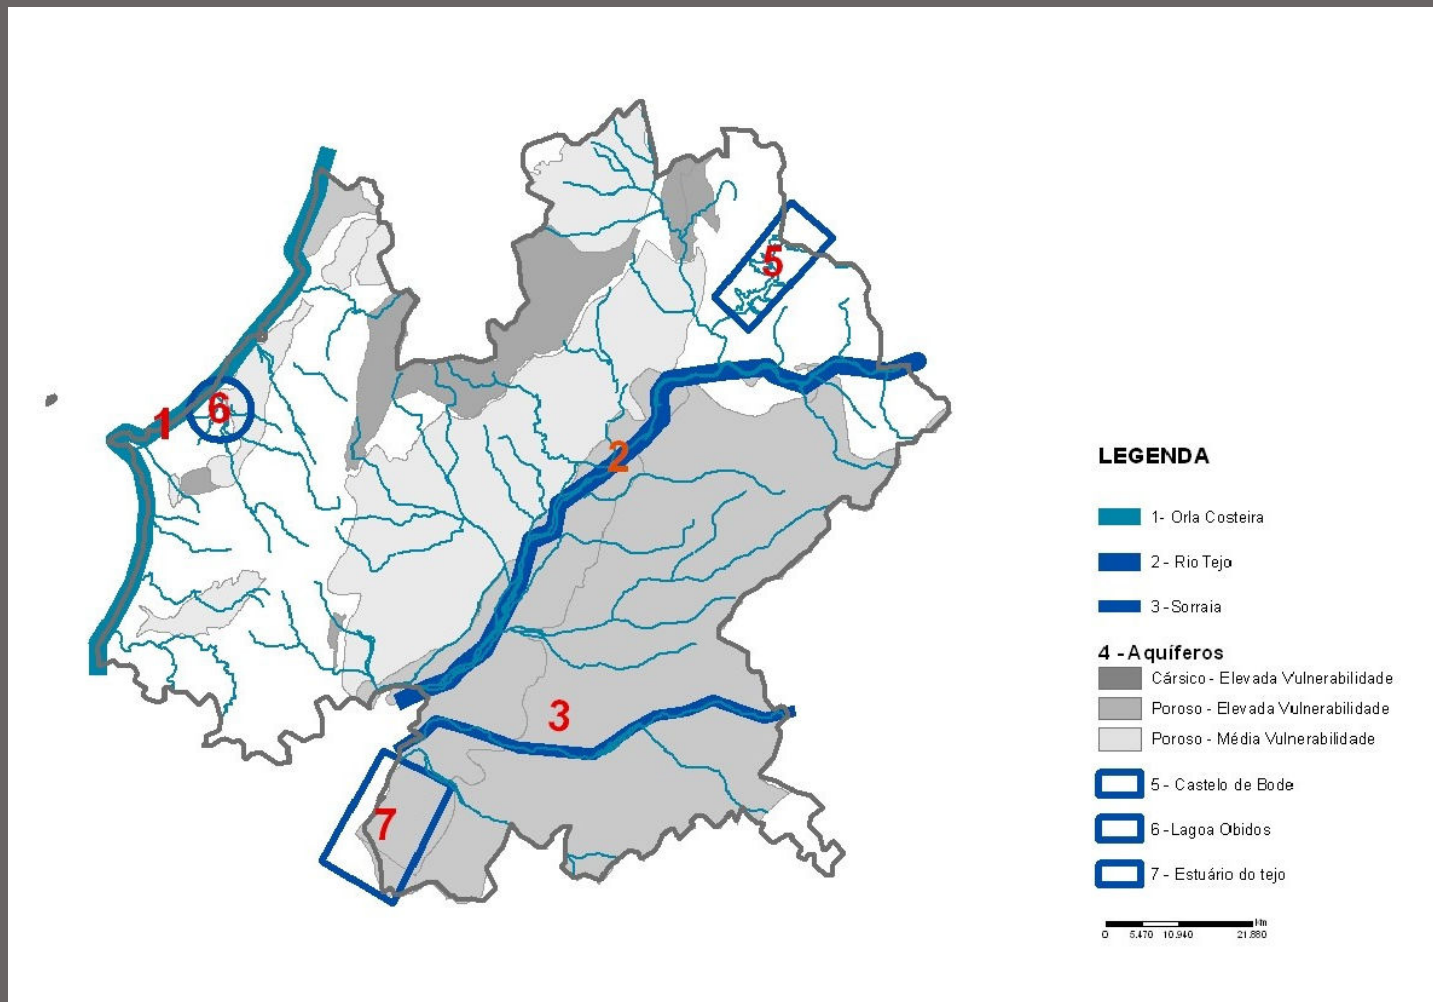 5
6
1
2
3
7
LEGENDA
1- Orla Costeira
2 - Rio Tejo
3 -Sorraia
4 - Aquíferos
Cársico - Elevada Vulnerabilidade
Poroso - Elevada Vulnerabilidade
Poroso - Média Vulnerabilidade
5 - Castelo de Bode
6 -Lagoa Obidos
7 - Estuário do tejo
Km
0 5.470 10.940 21.880